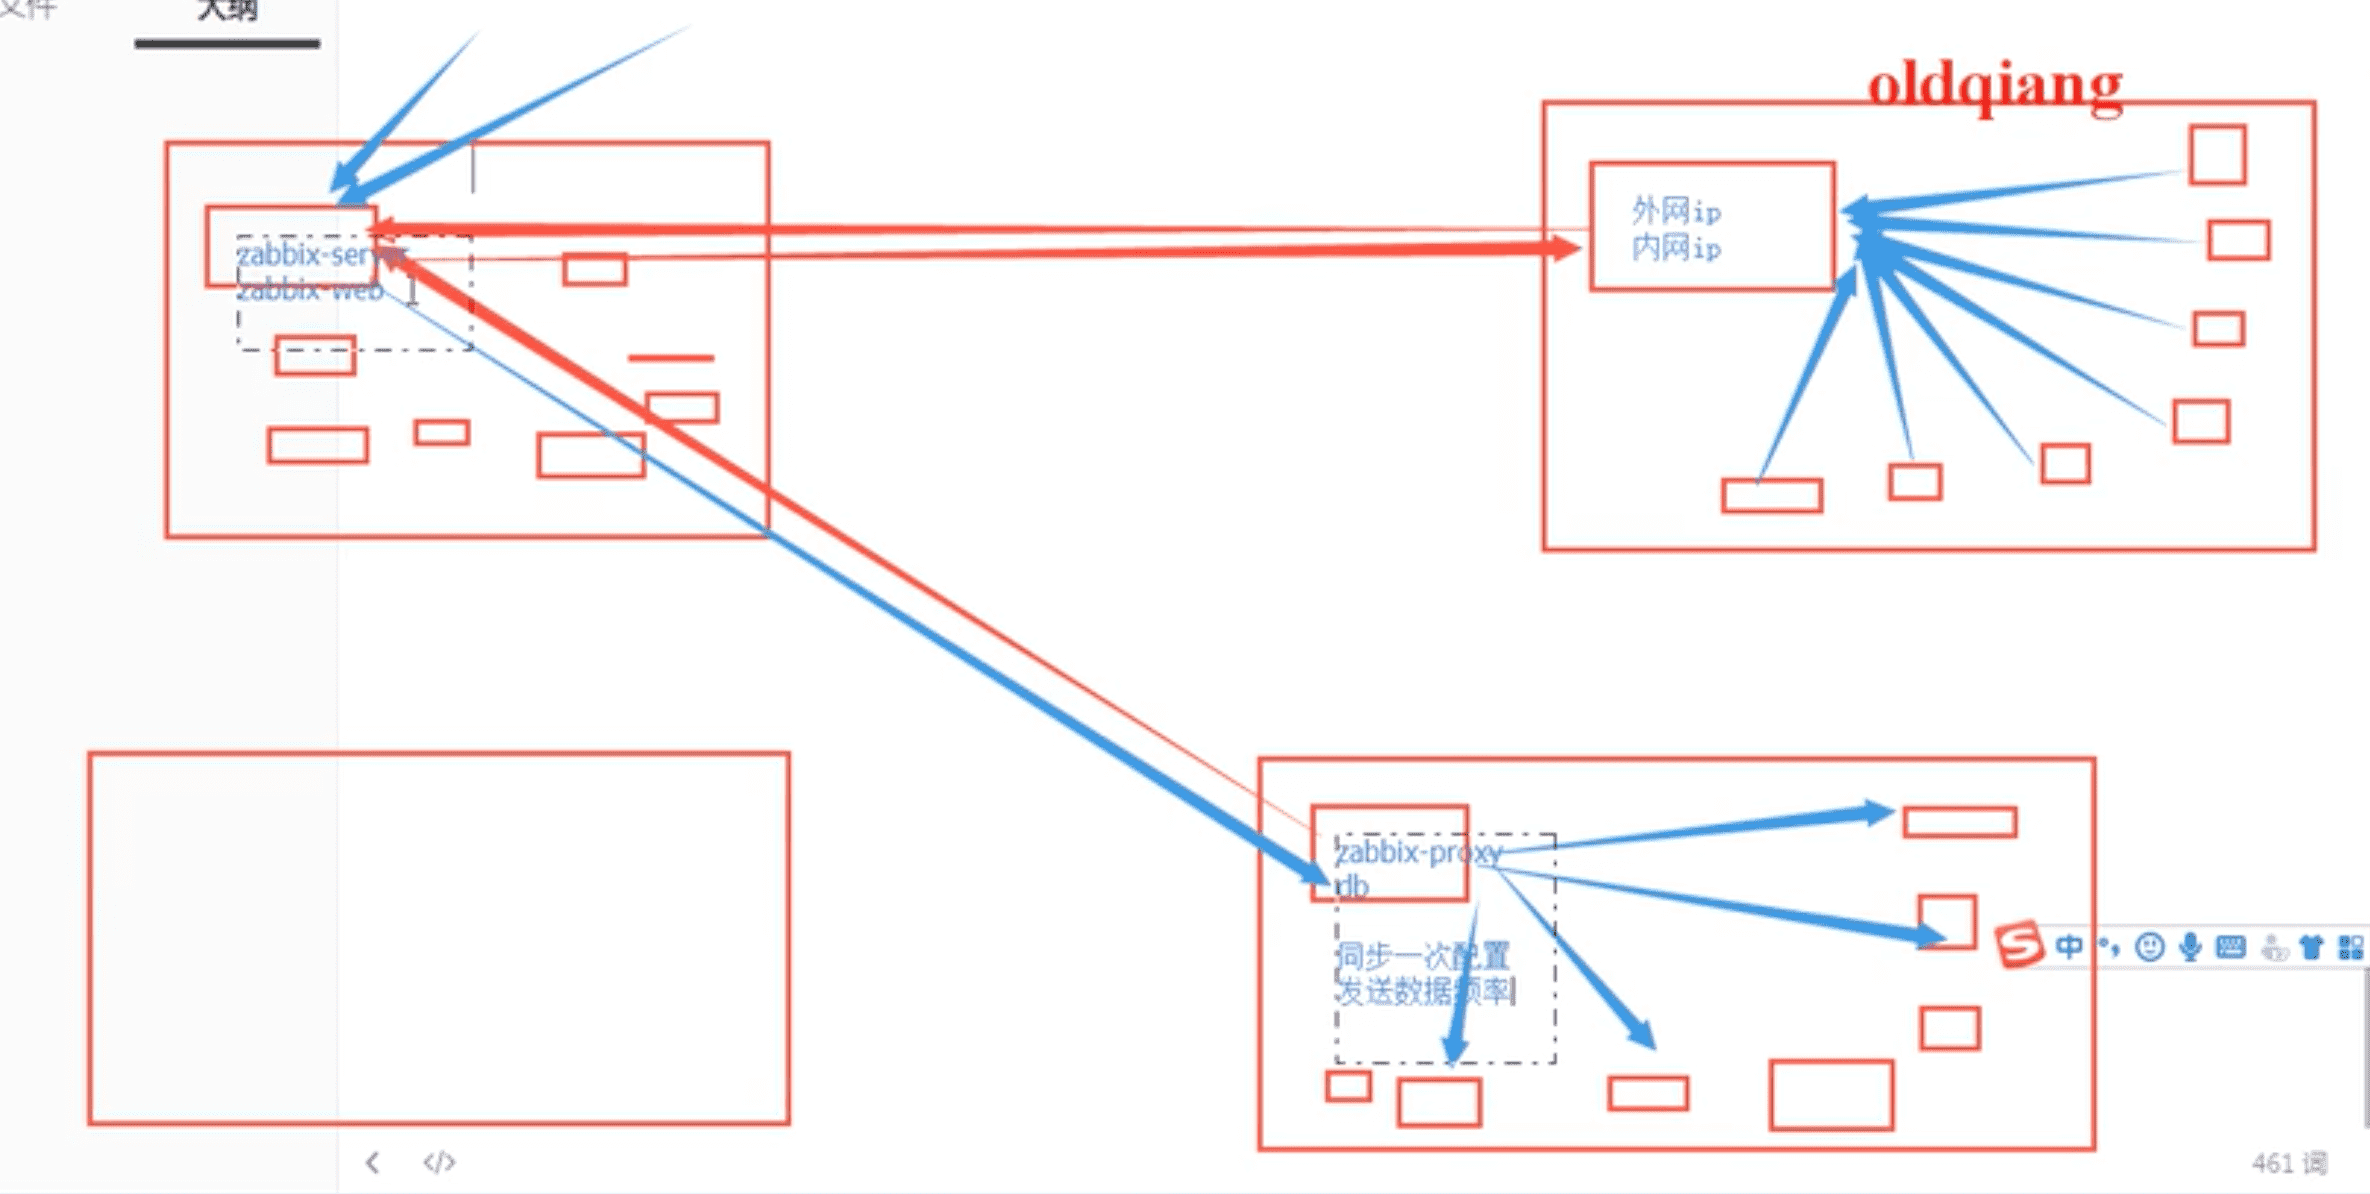 文件
大纲
oldqiang
外网ip
内网ip
zabbix-server
zabbix-web
zabbix-proxy
db
同步一次配置
发送数据频率
中
461 词